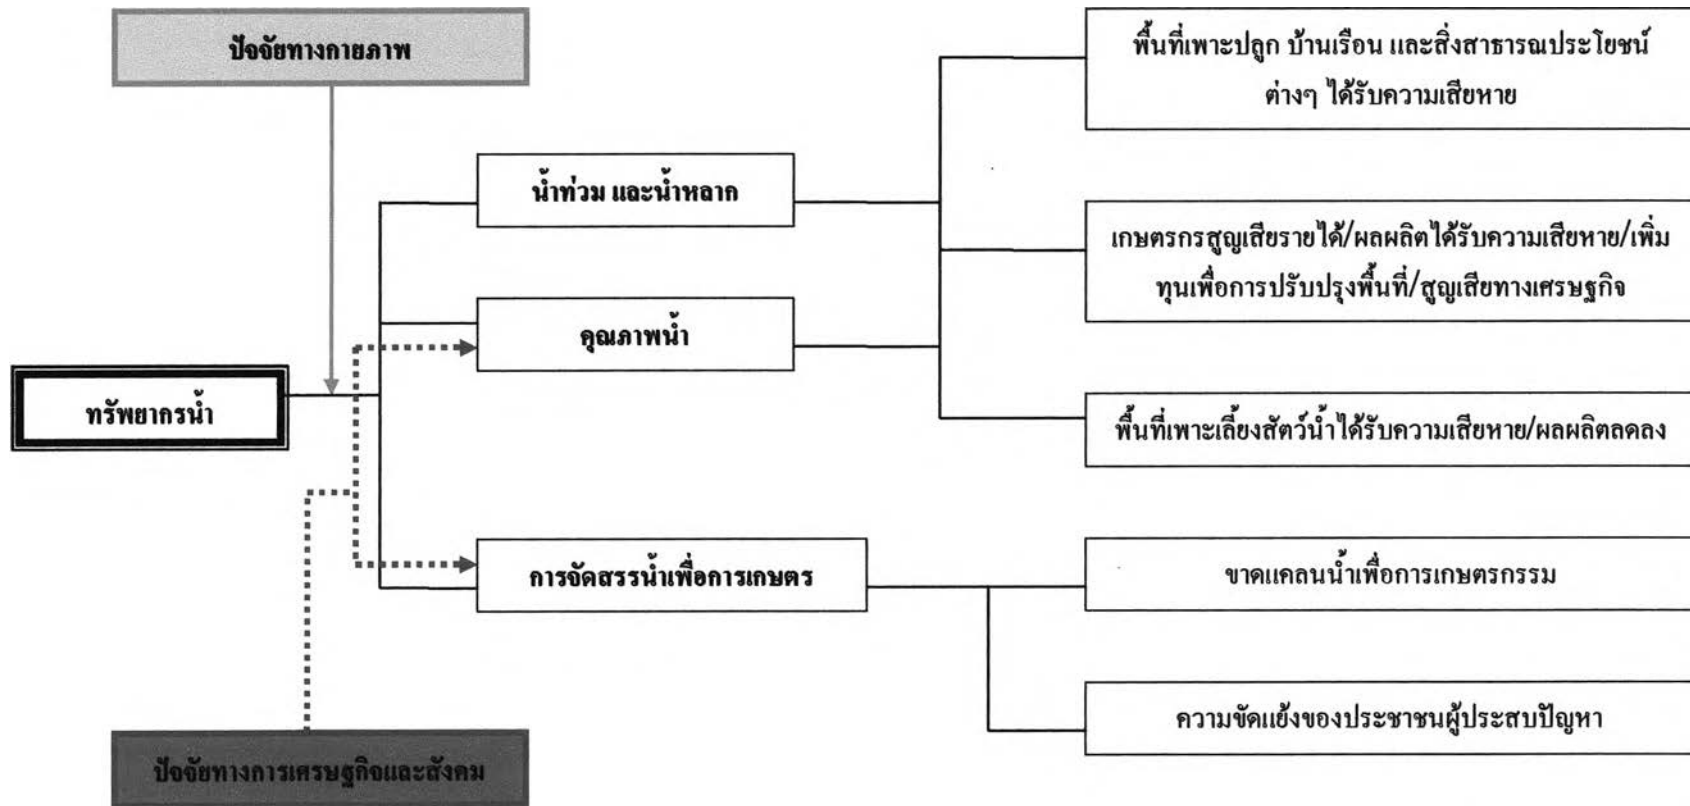 ปัจจัยทางกายภาพ
พื้นที่เพาะปลูก บ้านเรือน และสิ่งสาธารณประโยชน์
ต่างๆ ได้รับความเสียหาย
น้ำท่วม และน้ำหลาก
เกษตรกรสูญเสียรายได้/ผลผลิตได้รับความเสียหาย/เพิ่ม
ทุนเพื่อการปรับปรุงพื้นที่/สูญเสียทางเศรษฐกิจ
คุณภาพน้ำ
ทรัพยากรน้ำ
พื้นที่เพาะเลี้ยงสัตว์น้ำได้รับความเสียหาย/ผลผลิตลดลง
การจัดสรรน้ำเพื่อการเกษตร
ขาดแคลนน้ำเพื่อการเกษตรกรรม
ความขัดแย้งของประชาชนผู้ประสบปัญหา
ปัจจัยทางการเศรษฐกิจและสังคม